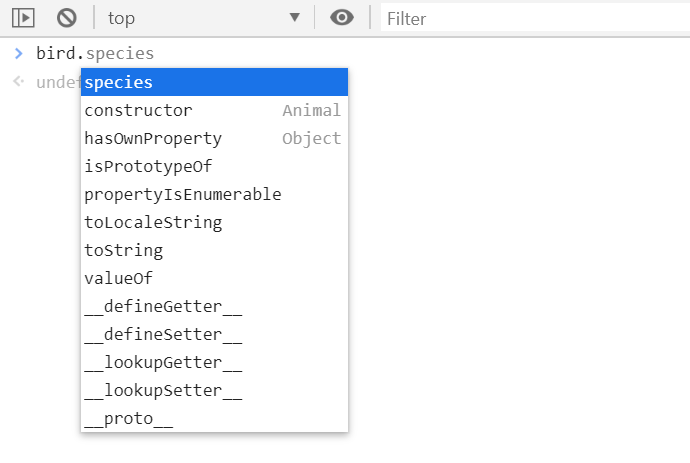 top Filter
bird.species
undef
species
constructor Animal
hasOwnProperty Object
isPrototypeOf
propertyIsEnumerable
toLocaleString
toString
valueOf
__defineGetter__
__defineSetter__
__lookupGetter__
__lookupSetter__
__proto__